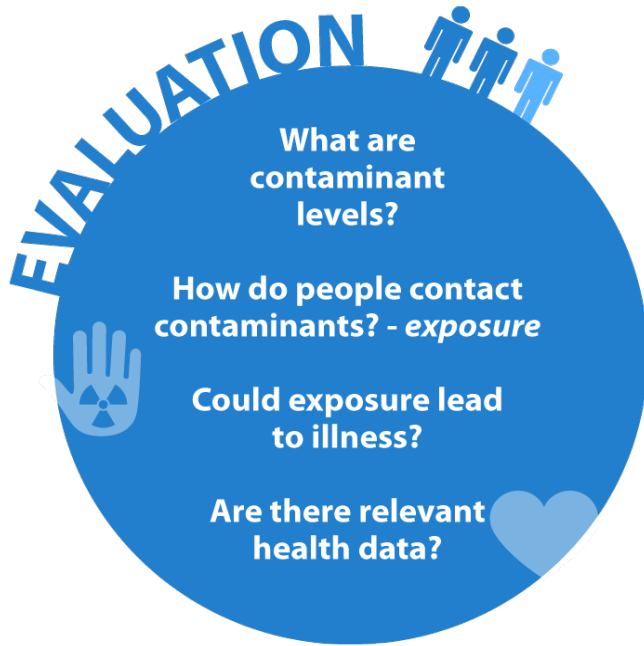 EVALUATION
What are
contaminant
levels?
How do people contact
contaminants? - exposure
Could exposure lead
to illness?
Are there relevant
health data?